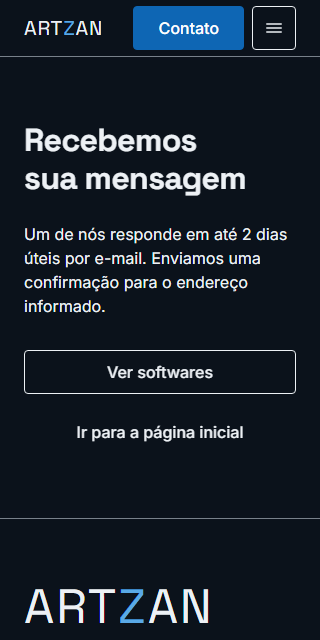 ARTZAN
Contato
Recebemos
sua mensagem
Um de nós responde em até 2 dias
úteis por e-mail. Enviamos uma
confirmação para o endereço
informado.
Ver softwares
Ir para a página inicial
ARTZAN